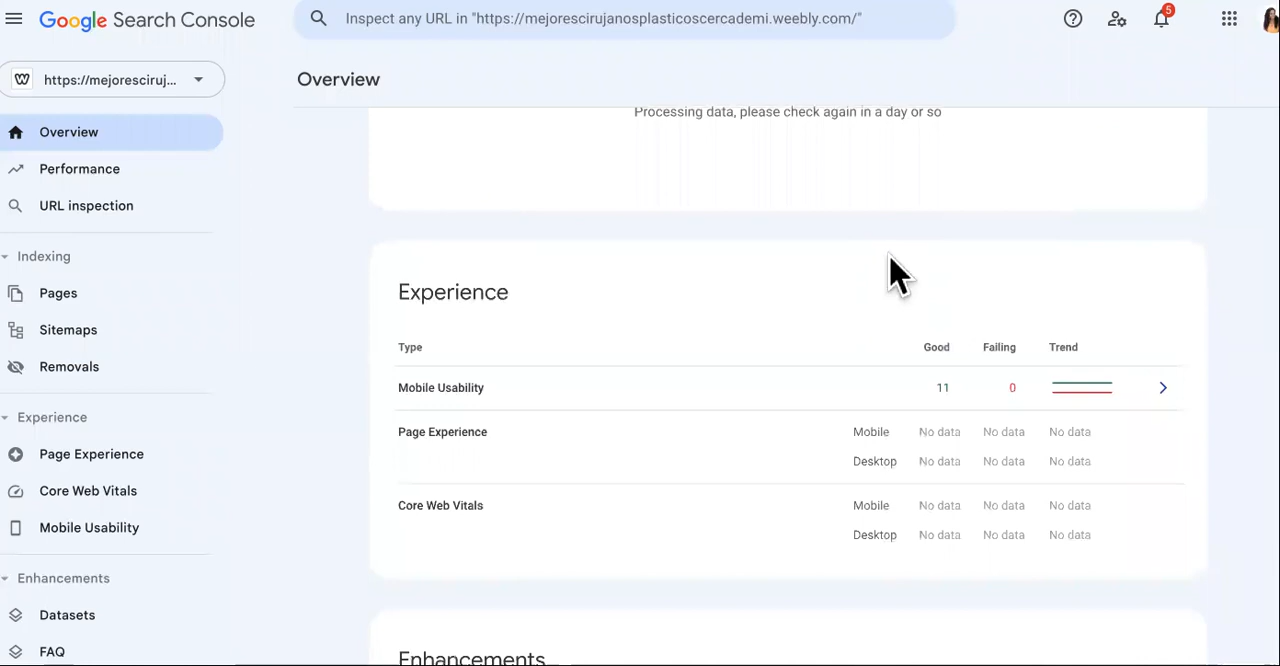 Google Search Console
Inspect any URL in "https://mejorescirujanosplasticoscercademi.weebly.com/"
5
https://mejoresciruj...
Overview
Overview
Performance
URL inspection
Indexing
Pages
Sitemaps
Removals
Experience
Page Experience
Core Web Vitals
Mobile Usability
Enhancements
Datasets
FAQ
Processing data, please check again in a day or so
Experience
Type Good Failing Trend
Mobile Usability 11 0
Page Experience Mobile No data No data No data
Desktop No data No data No data
Core Web Vitals Mobile No data No data No data
Desktop No data No data No data
Enhancements